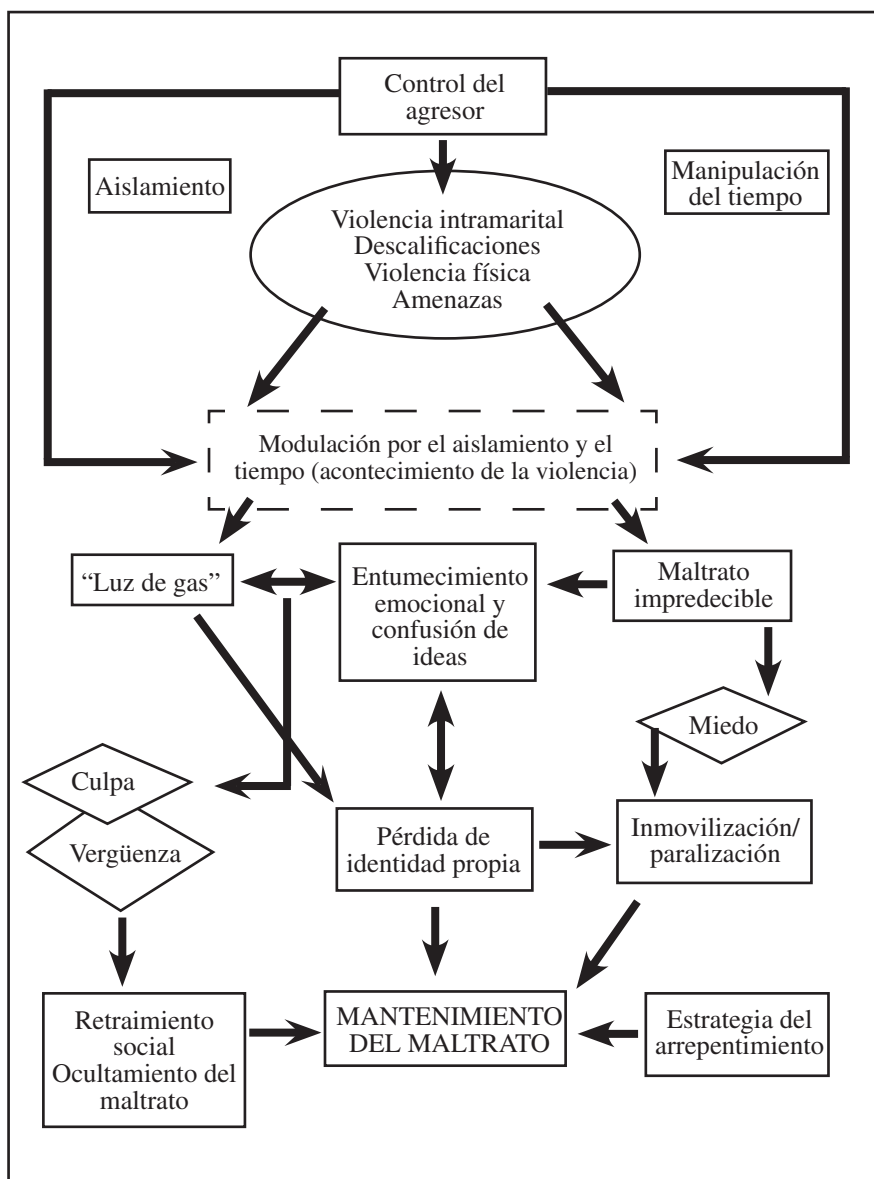 Control del
agresor
Aislamiento
Manipulación
del tiempo
Violencia intramarital
Descalificaciones
Violencia física
Amenazas
Modulación por el aislamiento y el
tiempo (acontecimiento de la violencia)
“Luz de gas”
Entumecimiento
emocional y
confusión de
ideas
Maltrato
impredecible
Miedo
Culpa
Vergüenza
Pérdida de
identidad propia
Inmovilización/
paralización
Retraimiento
social
Ocultamiento del
maltrato
MANTENIMIENTO
DEL MALTRATO
Estrategia del
arrepentimiento